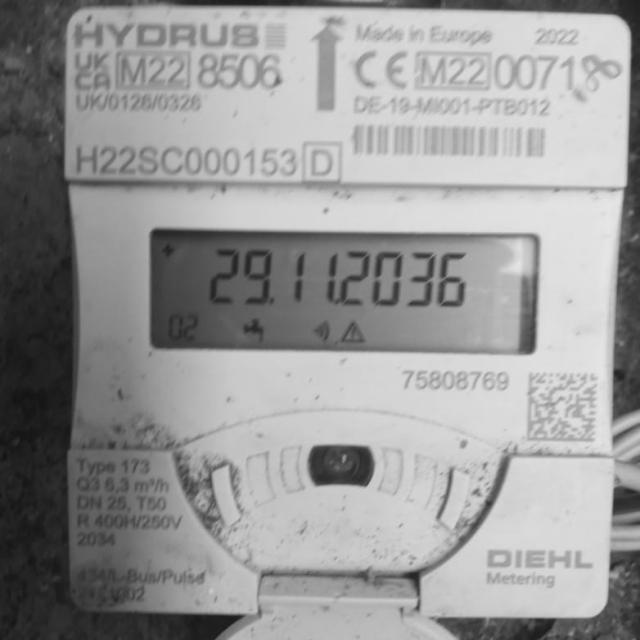 HYDRUS
Made in Europe 2022
UK CA M22 8506
CE M22 0071
UK/0126/0326
DE-19-MI001-PTB012
H22SC000153 D
29.11.2036
02
75808769
Type 173
Q3 6,3 m³/h
DN 25, T50
R 400H/250V
2034
DIEHL
Metering